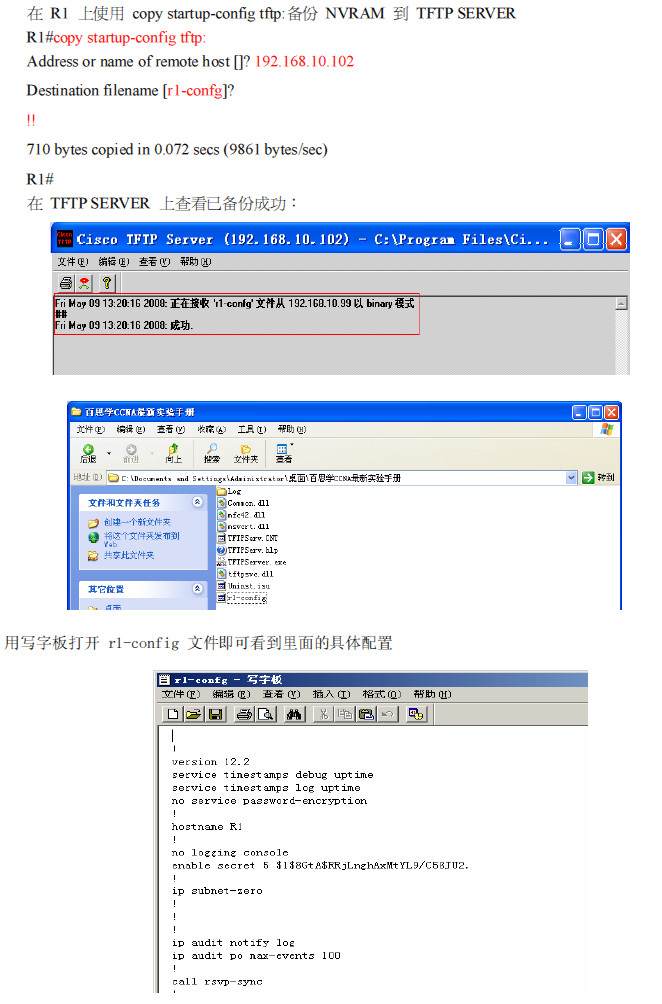 在 R1 上使用 copy startup-config tftp:备份 NVRAM 到 TFTP SERVER
R1#copy startup-config tftp:
Address or name of remote host []? 192.168.10.102
Destination filename [r1-confg]?
!!
710 bytes copied in 0.072 secs (9861 bytes/sec)
R1#
在 TFTP SERVER 上查看已备份成功：
Cisco TFTP Server (192.168.10.102) - C:\Program Files\Ci...
文件(F) 编辑(E) 查看(V) 帮助(H)
Fri May 09 13:20:16 2008: 正在接收 'r1-confg' 文件从 192.168.10.99 以 binary 模式
##
Fri May 09 13:20:16 2008: 成功.
百思学CCNA最新实验手册
文件(F) 编辑(E) 查看(V) 收藏(A) 工具(T) 帮助(H)
后退 前进 向上 搜索 文件夹 查看
地址(D) C:\Documents and Settings\Administrator\桌面\百思学CCNA最新实验手册 转到
文件和文件夹任务
创建一个新文件夹
将这个文件夹发布到
Web
共享此文件夹
其它位置
桌面
Log
Common.dll
mfc42.dll
msvcrt.dll
TFTPServ.CNT
TFTPServ.hlp
TFTPServer.exe
tftpsvc.dll
Uninst.isu
r1-config
用写字板打开 r1-config 文件即可看到里面的具体配置
r1-confg - 写字板
文件(F) 编辑(E) 查看(V) 插入(I) 格式(O) 帮助(H)
!
version 12.2
service timestamps debug uptime
service timestamps log uptime
no service password-encryption
!
hostname R1
!
no logging console
enable secret 5
!
ip subnet-zero
!
!
!
ip audit notify log
ip audit po max-events 100
!
call rsvp-sync
!